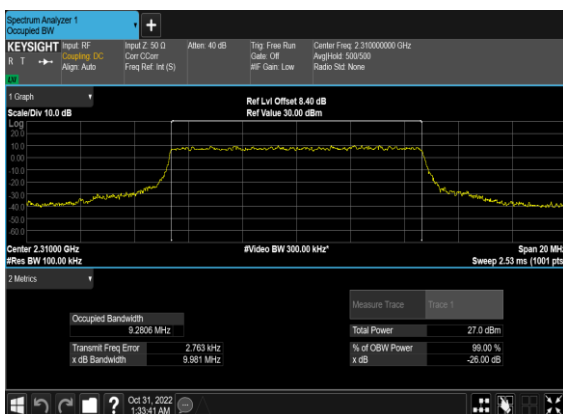 Spectrum Analyzer 1
Occupied BW
+
KEYSIGHT Input: RF Input Z: 50 Ω Atten: 40 dB Trig: Free Run Center Freq: 2.310000000 GHz
R T Coupling: DC Corr CCorr Gate: Off Avg|Hold: 500/500
Align: Auto Freq Ref: Int (S) #IF Gain: Low Radio Std: None
1 Graph
Ref Lvl Offset 8.40 dB
Scale/Div 10.0 dB Ref Value 30.00 dBm
Log
20.0
10.0
0.00
-10.0
-20.0
-30.0
-40.0
-50.0
-60.0
Center 2.31000 GHz #Video BW 300.00 kHz* Span 20 MHz
#Res BW 100.00 kHz Sweep 2.53 ms (1001 pts
2 Metrics
Measure Trace Trace 1
Occupied Bandwidth
9.2806 MHz Total Power 27.0 dBm
Transmit Freq Error 2.763 kHz % of OBW Power 99.00 %
x dB Bandwidth 9.981 MHz x dB -26.00 dB
? Oct 31, 2022
1:33:41 AM